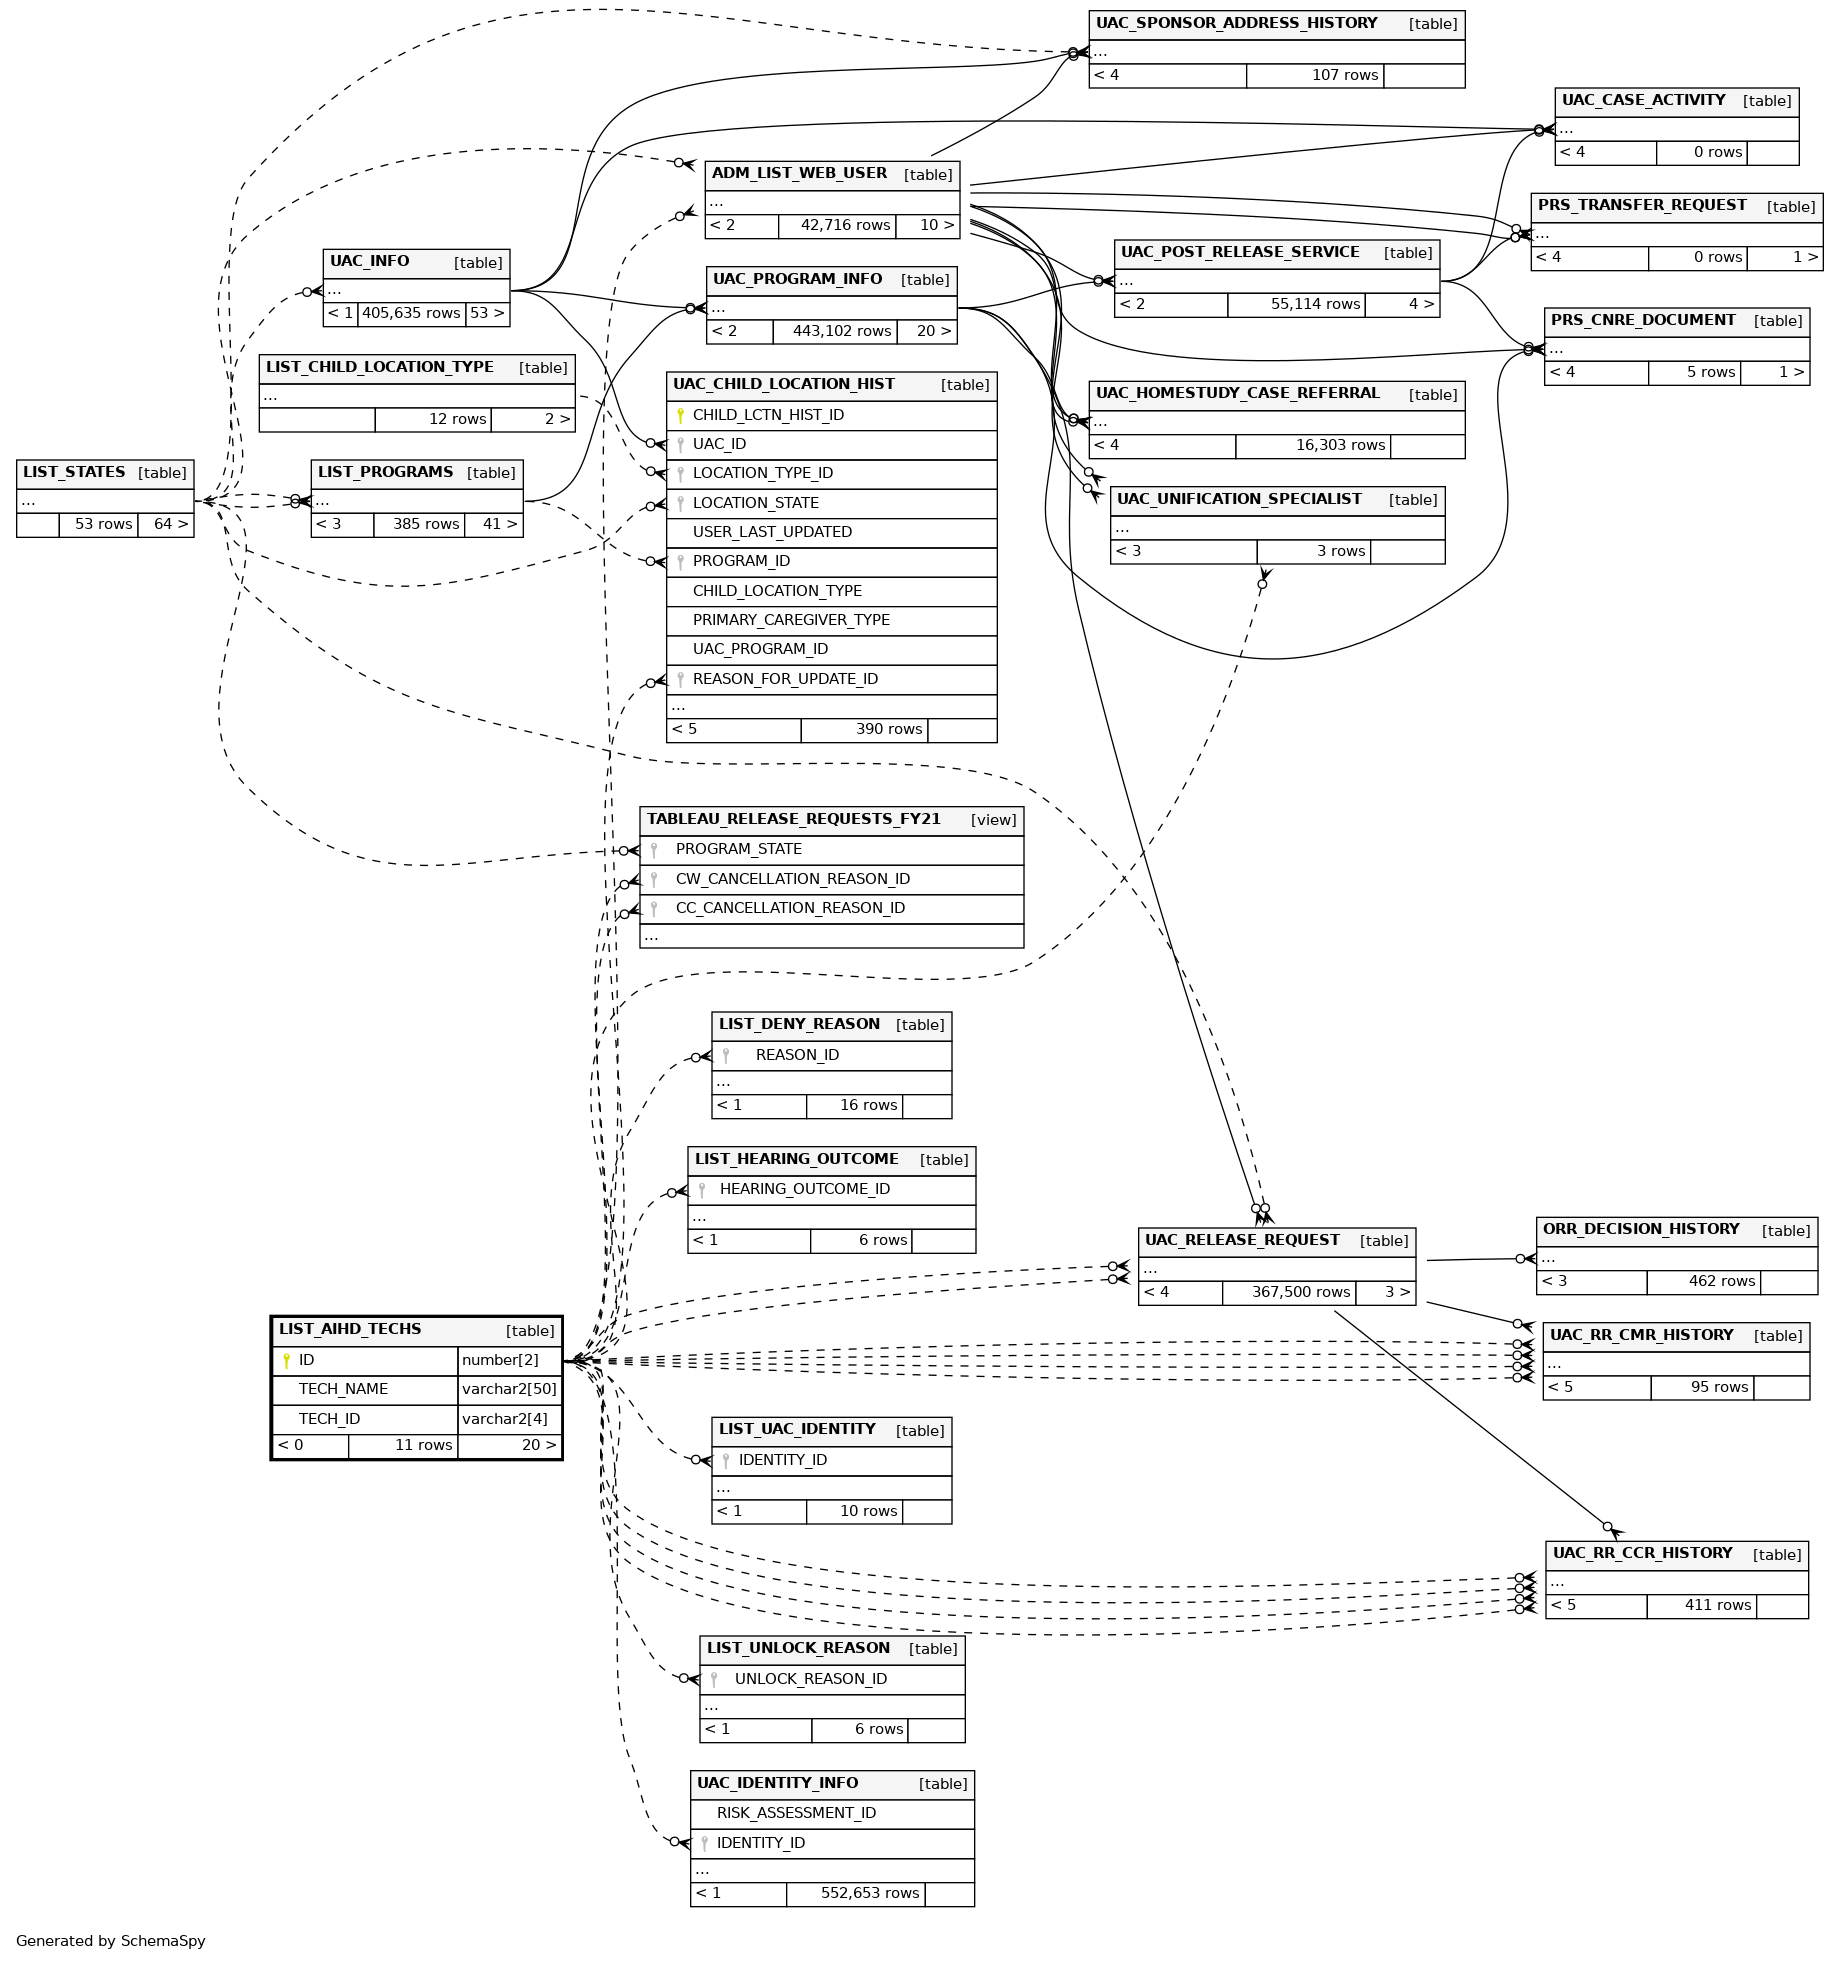 UAC_SPONSOR_ADDRESS_HISTORY [table]
...
< 4 107 rows
UAC_CASE_ACTIVITY [table]
...
< 4 0 rows
ADM_LIST_WEB_USER [table]
...
< 2 42,716 rows 10 >
PRS_TRANSFER_REQUEST [table]
...
< 4 0 rows 1 >
UAC_INFO [table]
...
< 1 405,635 rows 53 >
UAC_PROGRAM_INFO [table]
...
< 2 443,102 rows 20 >
UAC_POST_RELEASE_SERVICE [table]
...
< 2 55,114 rows 4 >
PRS_CNRE_DOCUMENT [table]
...
< 4 5 rows 1 >
LIST_CHILD_LOCATION_TYPE [table]
...
12 rows 2 >
UAC_CHILD_LOCATION_HIST [table]
CHILD_LCTN_HIST_ID
UAC_ID
LOCATION_TYPE_ID
LOCATION_STATE
USER_LAST_UPDATED
PROGRAM_ID
CHILD_LOCATION_TYPE
PRIMARY_CAREGIVER_TYPE
UAC_PROGRAM_ID
REASON_FOR_UPDATE_ID
...
< 5 390 rows
UAC_HOMESTUDY_CASE_REFERRAL [table]
...
< 4 16,303 rows
LIST_STATES [table]
...
53 rows 64 >
LIST_PROGRAMS [table]
...
< 3 385 rows 41 >
UAC_UNIFICATION_SPECIALIST [table]
...
< 3 3 rows
TABLEAU_RELEASE_REQUESTS_FY21 [view]
PROGRAM_STATE
CW_CANCELLATION_REASON_ID
CC_CANCELLATION_REASON_ID
...
LIST_DENY_REASON [table]
REASON_ID
...
< 1 16 rows
LIST_HEARING_OUTCOME [table]
HEARING_OUTCOME_ID
...
< 1 6 rows
UAC_RELEASE_REQUEST [table]
...
< 4 367,500 rows 3 >
ORR_DECISION_HISTORY [table]
...
< 3 462 rows
LIST_AIHD_TECHS [table]
ID number[2]
TECH_NAME varchar2[50]
TECH_ID varchar2[4]
< 0 11 rows 20 >
UAC_RR_CMR_HISTORY [table]
...
< 5 95 rows
LIST_UAC_IDENTITY [table]
IDENTITY_ID
...
< 1 10 rows
UAC_RR_CCR_HISTORY [table]
...
< 5 411 rows
LIST_UNLOCK_REASON [table]
UNLOCK_REASON_ID
...
< 1 6 rows
UAC_IDENTITY_INFO [table]
RISK_ASSESSMENT_ID
IDENTITY_ID
...
< 1 552,653 rows
Generated by SchemaSpy